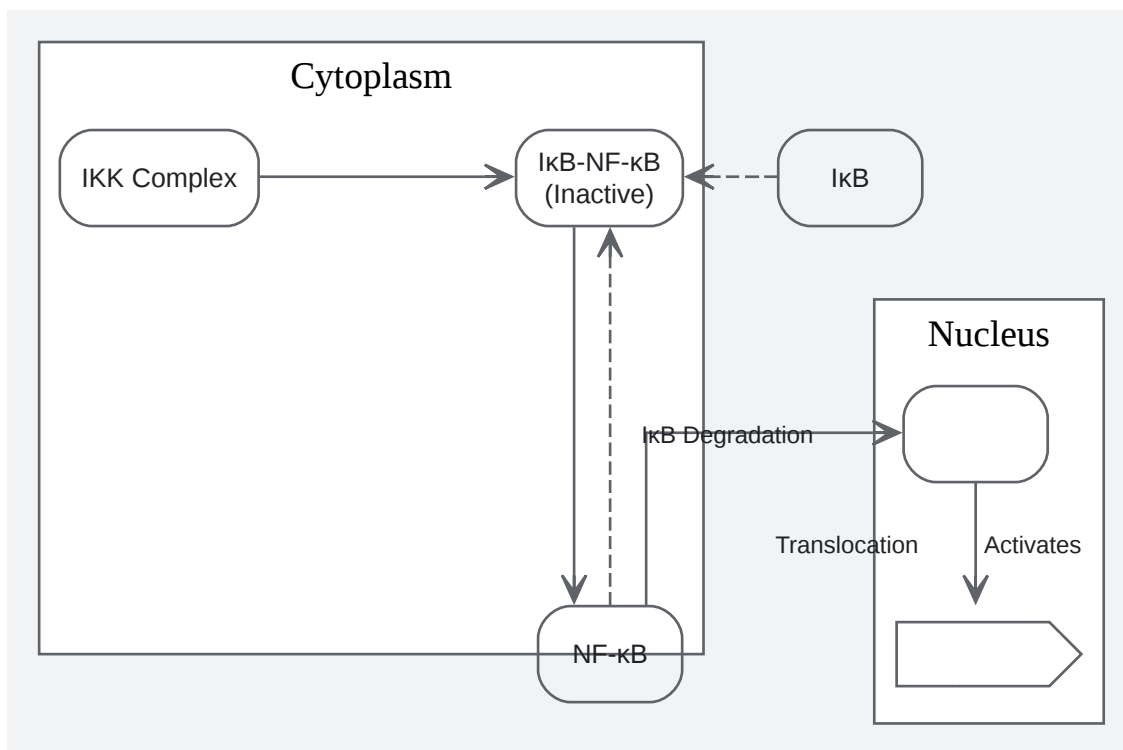 Cytoplasm
IKK Complex
IκB-NF-κB
(Inactive)
IκB
Nucleus
IκB Degradation
Translocation
Activates
NF-κB